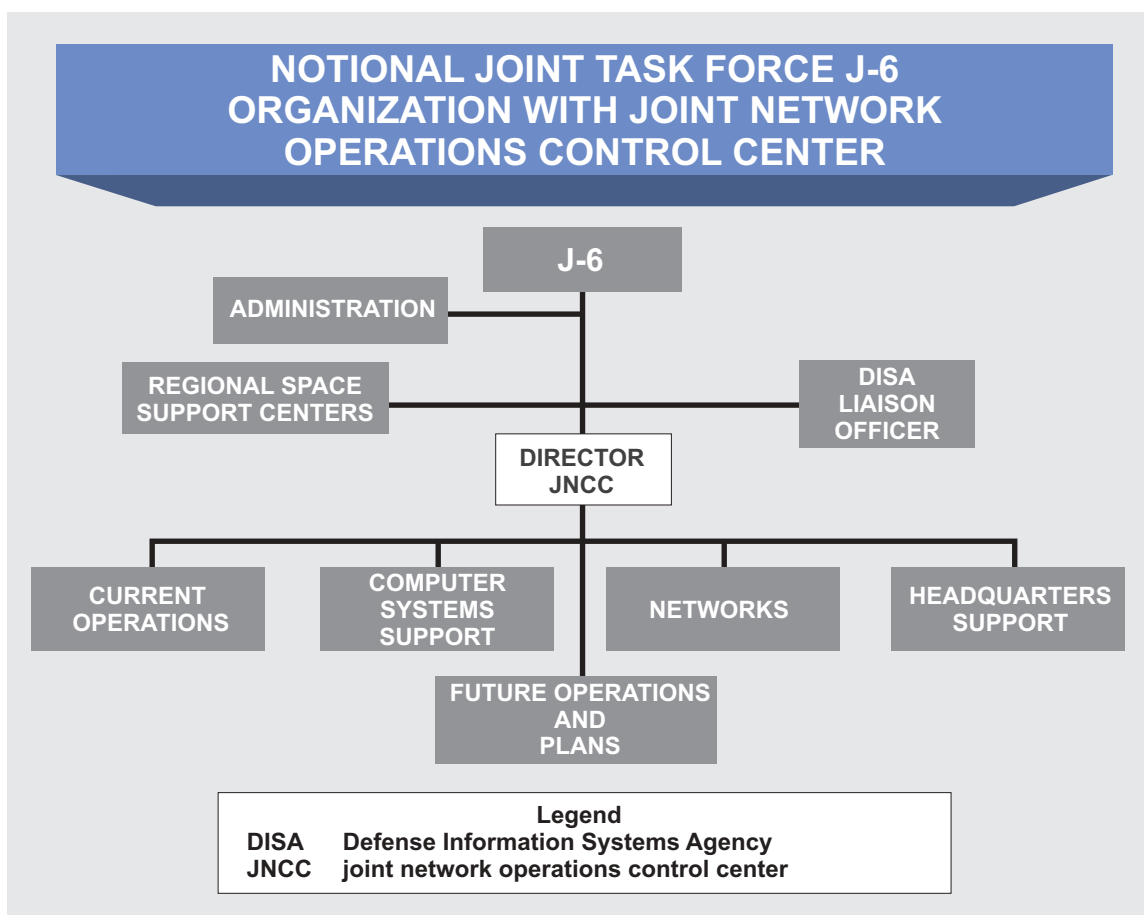 NOTIONAL JOINT TASK FORCE J-6
ORGANIZATION WITH JOINT NETWORK
OPERATIONS CONTROL CENTER
J-6
ADMINISTRATION
REGIONAL SPACE
SUPPORT CENTERS
DISA
LIAISON
OFFICER
DIRECTOR
JNCC
CURRENT
OPERATIONS
COMPUTER
SYSTEMS
SUPPORT
NETWORKS
HEADQUARTERS
SUPPORT
FUTURE OPERATIONS
AND
PLANS
Legend
DISA Defense Information Systems Agency
JNCC joint network operations control center